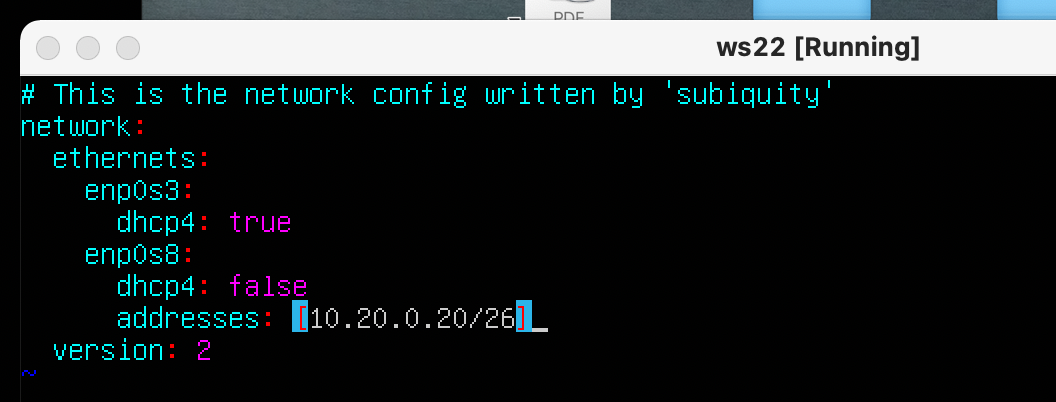 PDF
ws22 [Running]
# This is the network config written by 'subiquity'
network:
  ethernets:
    enp0s3:
      dhcp4: true
    enp0s8:
      dhcp4: false
      addresses: [10.20.0.20/26]_
  version: 2
~